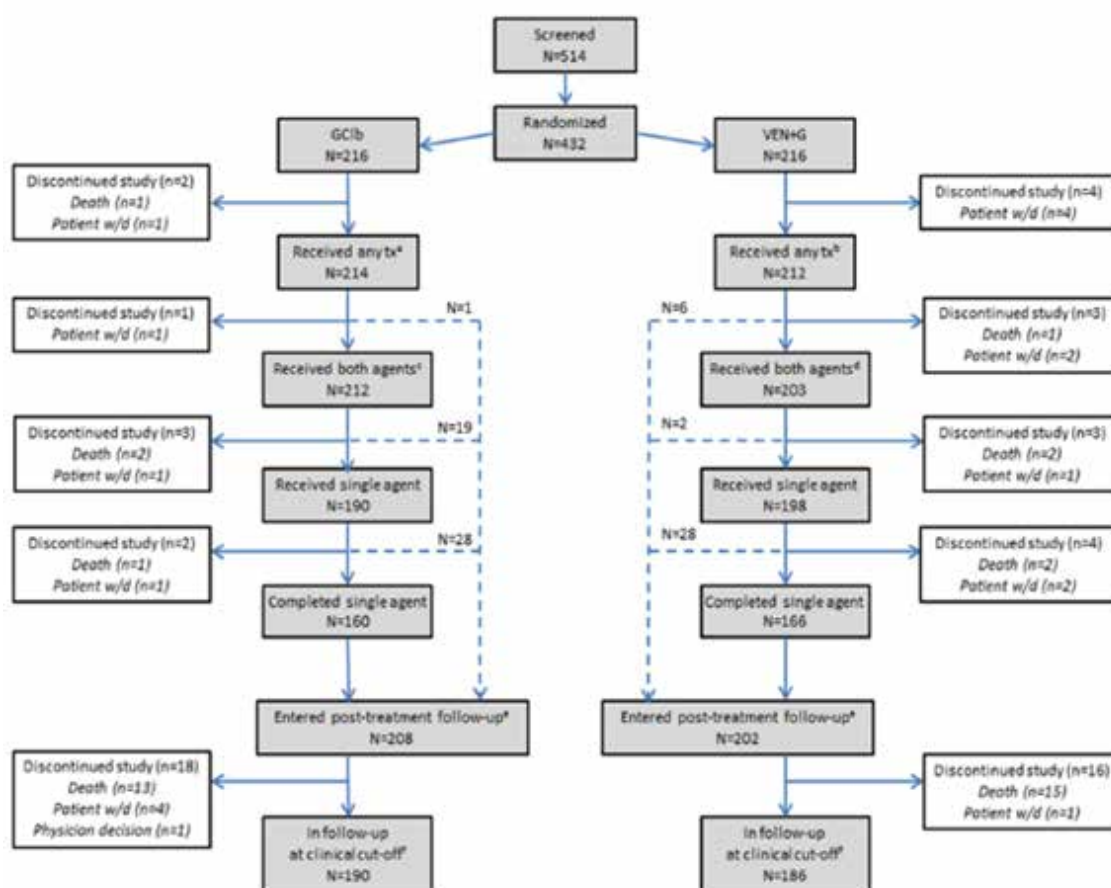 Screened
N=514
Randomized
N=432
GClb
N=216
VEN+G
N=216
Discontinued study (n=2)
Death (n=1)
Patient w/d (n=1)
Discontinued study (n=4)
Patient w/d (n=4)
Received any tx^a
N=214
Received any tx^b
N=212
Discontinued study (n=1)
Patient w/d (n=1)
N=1
N=6
Discontinued study (n=3)
Death (n=1)
Patient w/d (n=2)
Received both agents^c
N=212
Received both agents^d
N=203
Discontinued study (n=3)
Death (n=2)
Patient w/d (n=1)
N=19
N=2
Discontinued study (n=3)
Death (n=2)
Patient w/d (n=1)
Received single agent
N=190
Received single agent
N=198
Discontinued study (n=2)
Death (n=1)
Patient w/d (n=1)
N=28
N=28
Discontinued study (n=4)
Death (n=2)
Patient w/d (n=2)
Completed single agent
N=160
Completed single agent
N=166
Entered post-treatment follow-up^e
N=208
Entered post-treatment follow-up^e
N=202
Discontinued study (n=18)
Death (n=13)
Patient w/d (n=4)
Physician decision (n=1)
Discontinued study (n=16)
Death (n=15)
Patient w/d (n=1)
In follow-up
at clinical cut-off
N=190
In follow-up
at clinical cut-off
N=186